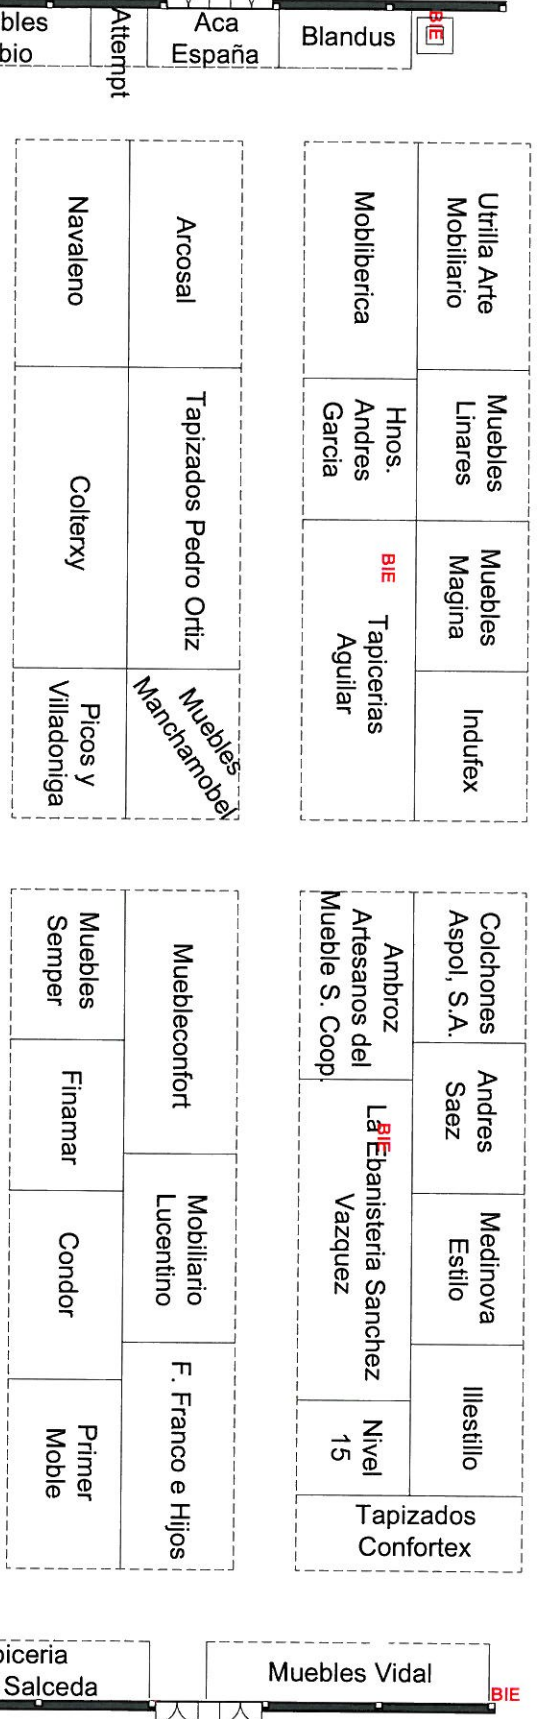 bles
bio
Attempt
Aca
España
Blandus
BIE
Navaleno
Arcosal
Mobliberica
Utrilla Arte
Mobiliario
Colterxy
Tapizados Pedro Ortiz
Hnos.
Andres
Garcia
Muebles
Linares
BIE
Tapicerias
Aguilar
Muebles
Magina
Picos y
Villadoniga
Muebles
Manchamobel
Indufex
Muebles
Semper
Muebleconfort
Ambroz
Artesanos del
Mueble S. Coop.
Colchones
Aspol, S.A.
Finamar
BIE
La Ebanisteria Sanchez
Vazquez
Andres
Saez
Condor
Mobiliario
Lucentino
Medinova
Estilo
Primer
Moble
F. Franco e Hijos
Nivel
15
Illestillo
Tapizados
Confortex
piceria
Salceda
Muebles Vidal
BIE